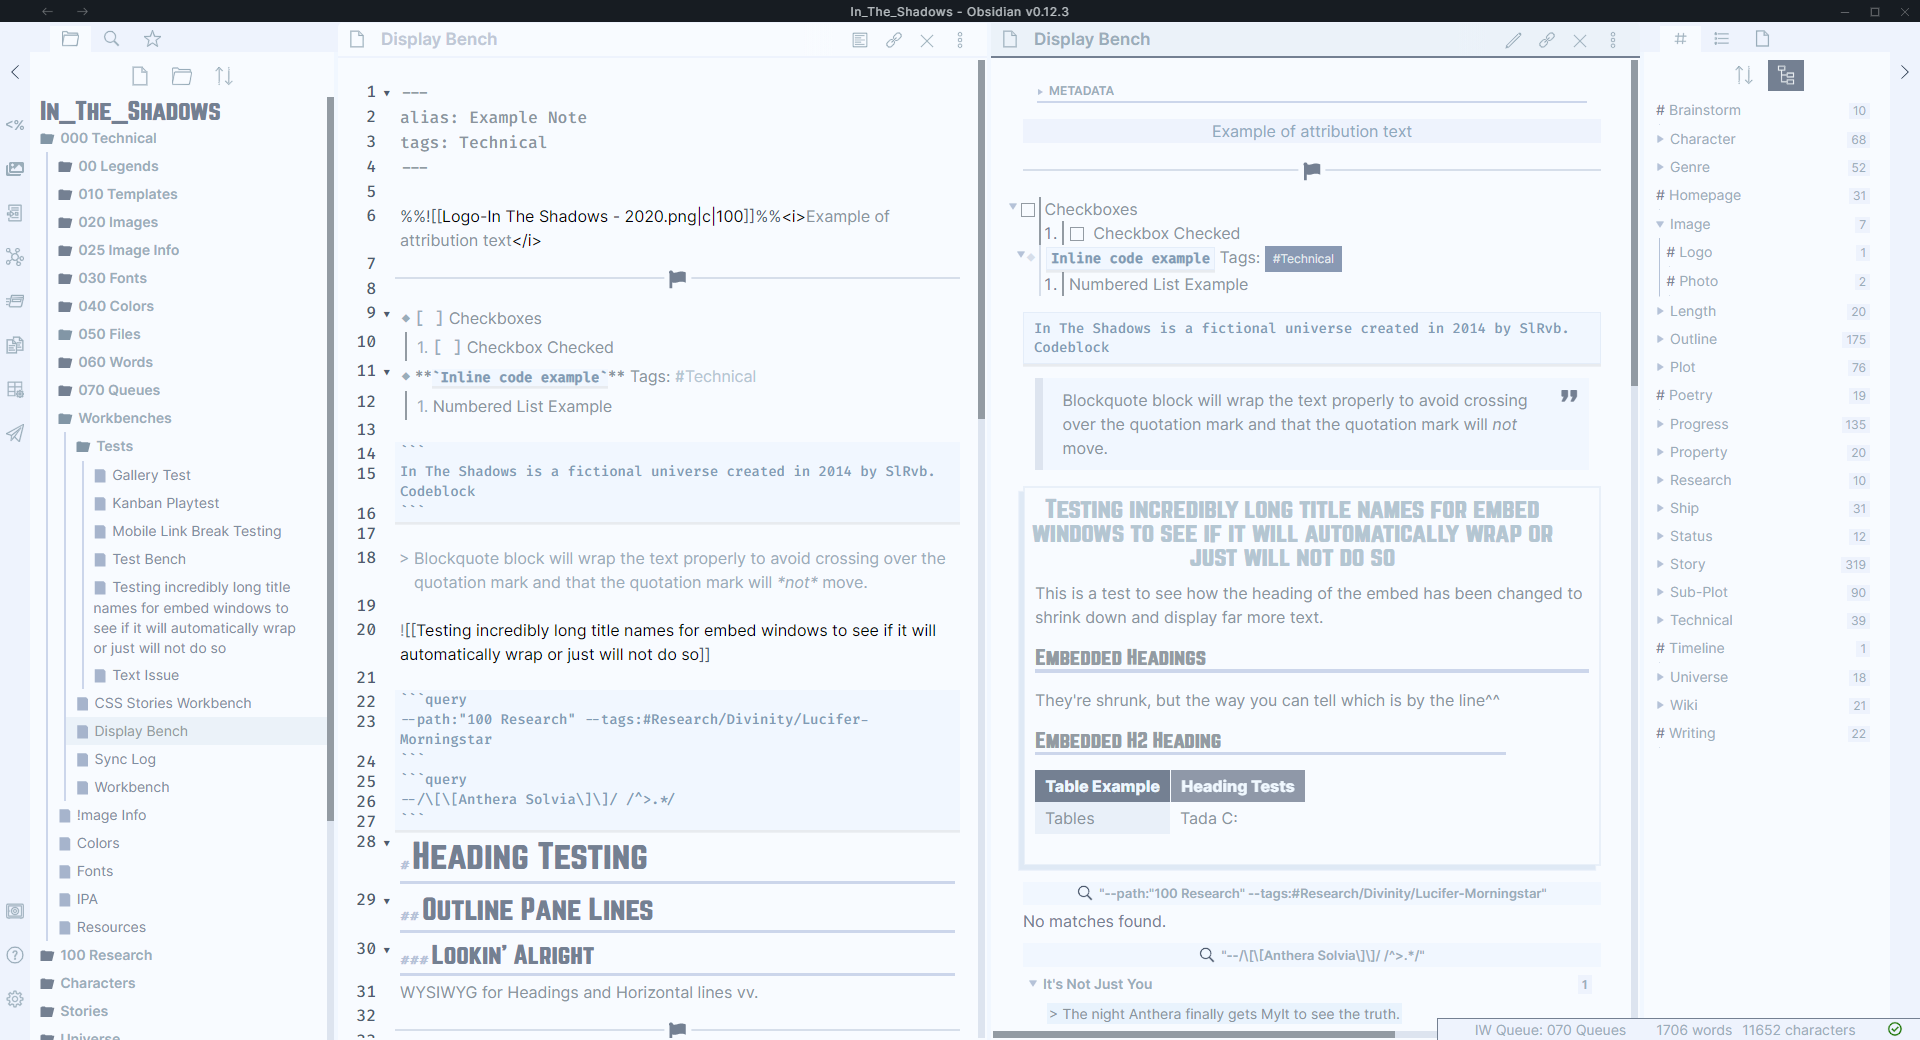 In_The_Shadows - Obsidian v0.12.3
In_The_Shadows
000 Technical
00 Legends
010 Templates
020 Images
025 Image Info
030 Fonts
040 Colors
050 Files
060 Words
070 Queues
Workbenches
Tests
Gallery Test
Kanban Playtest
Mobile Link Break Testing
Test Bench
Testing incredibly long title
names for embed windows to
see if it will automatically wrap
or just will not do so
Text Issue
CSS Stories Workbench
Display Bench
Sync Log
Workbench
!mage Info
Colors
Fonts
IPA
Resources
100 Research
Characters
Stories
Universe
Display Bench
1 ---
2 alias: Example Note
3 tags: Technical
4 ---
5
6 %%![[Logo-In The Shadows - 2020.png|c|100]]%%<i>Example of
attribution text</i>
7
8
9 [ ] Checkboxes
10 1. [ ] Checkbox Checked
11 **`Inline code example`** Tags: #Technical
12 1. Numbered List Example
13
14 ```
15 In The Shadows is a fictional universe created in 2014 by SlRvb.
Codeblock
16 ```
17
18 > Blockquote block will wrap the text properly to avoid crossing over the
quotation mark and that the quotation mark will *not* move.
19
20 ![[Testing incredibly long title names for embed windows to see if it will
automatically wrap or just will not do so]]
21
22 ```query
23 --path:"100 Research" --tags:#Research/Divinity/Lucifer-
Morningstar
24 ```
25 ```query
26 --/\[\[Anthera Solvia\]\]/ /^>.*/
27 ```
28 # Heading Testing
29 ## Outline Pane Lines
30 ### Lookin' Alright
31 WYSIWYG for Headings and Horizontal lines vv.
32
Display Bench
METADATA
Example of attribution text
Checkboxes
1. Checkbox Checked
Inline code example Tags: #Technical
1. Numbered List Example
In The Shadows is a fictional universe created in 2014 by SlRvb.
Codeblock
Blockquote block will wrap the text properly to avoid crossing
over the quotation mark and that the quotation mark will not
move.
Testing incredibly long title names for embed
windows to see if it will automatically wrap or
just will not do so
This is a test to see how the heading of the embed has been changed to
shrink down and display far more text.
Embedded Headings
They're shrunk, but the way you can tell which is by the line^^
Embedded H2 Heading
Table Example Heading Tests
Tables Tada C:
"--path:"100 Research" --tags:#Research/Divinity/Lucifer-Morningstar"
No matches found.
"--/\[\[Anthera Solvia\]\]/ /^>.*/"
It's Not Just You 1
> The night Anthera finally gets Mylt to see the truth.
# Brainstorm 10
Character 68
Genre 52
# Homepage 31
Image 7
# Logo 1
# Photo 2
Length 20
Outline 175
Plot 76
# Poetry 19
Progress 135
Property 20
Research 10
Ship 31
Status 12
Story 319
Sub-Plot 90
Technical 39
# Timeline 1
Universe 18
Wiki 21
# Writing 22
IW Queue: 070 Queues 1706 words 11652 characters